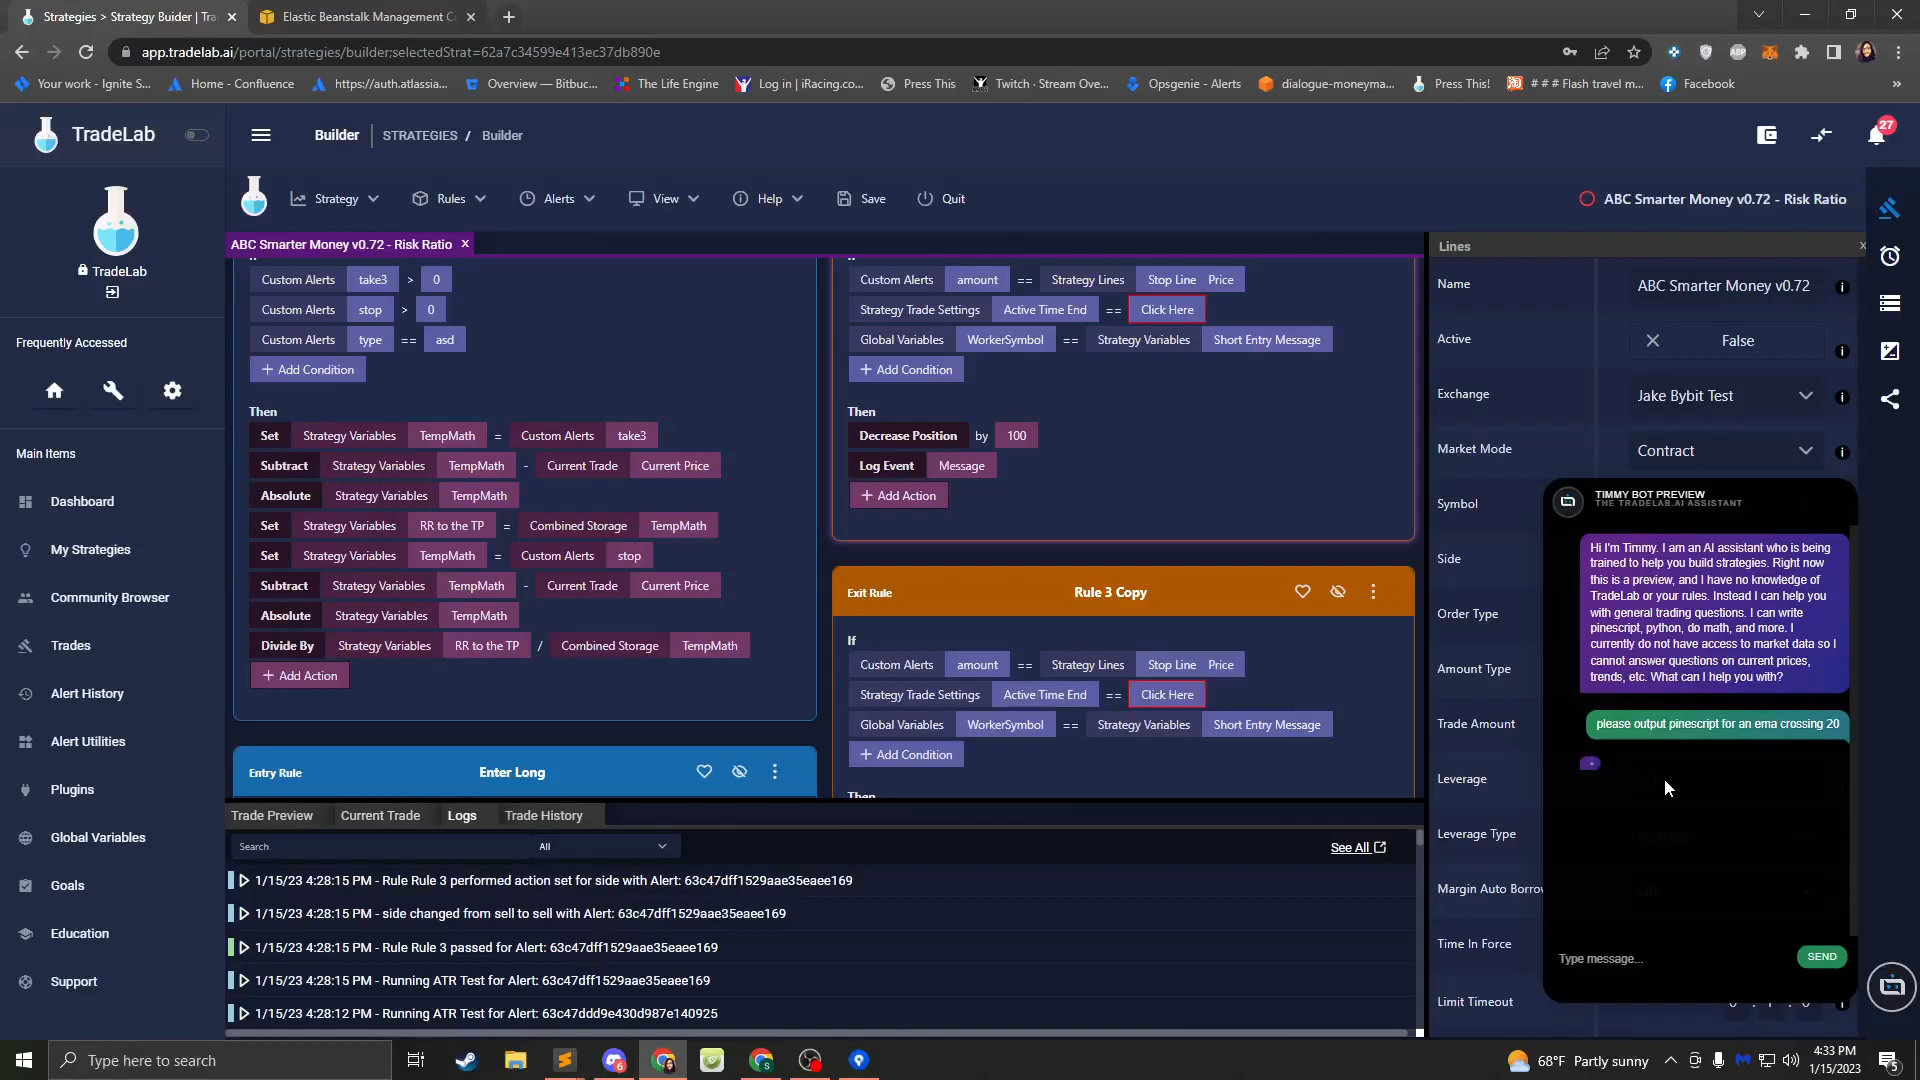 Strategies > Strategy Buider | Tra
Elastic Beanstalk Management C
app.tradelab.ai/portal/strategies/builder;selectedStrat=62a7c34599e413ec37db890e
Your work - Ignite S...
Home - Confluence
https://auth.atlassia...
Overview — Bitbuc...
The Life Engine
Log in | iRacing.co...
Press This
Twitch - Stream Ove...
Opsgenie - Alerts
dialogue-moneyma...
Press This!
# # # Flash travel m...
Facebook
»
TradeLab
Builder
STRATEGIES / Builder
27
Strategy
Rules
Alerts
View
Help
Save
Quit
ABC Smarter Money v0.72 - Risk Ratio
TradeLab
Frequently Accessed
Main Items
Dashboard
My Strategies
Community Browser
Trades
Alert History
Alert Utilities
Plugins
Global Variables
Goals
Education
Support
ABC Smarter Money v0.72 - Risk Ratio x
Custom Alerts take3 > 0
Custom Alerts stop > 0
Custom Alerts type == asd
+ Add Condition
Then
Set Strategy Variables TempMath = Custom Alerts take3
Subtract Strategy Variables TempMath - Current Trade Current Price
Absolute Strategy Variables TempMath
Set Strategy Variables RR to the TP = Combined Storage TempMath
Set Strategy Variables TempMath = Custom Alerts stop
Subtract Strategy Variables TempMath - Current Trade Current Price
Absolute Strategy Variables TempMath
Divide By Strategy Variables RR to the TP / Combined Storage TempMath
+ Add Action
Entry Rule Enter Long
Custom Alerts amount == Strategy Lines Stop Line Price
Strategy Trade Settings Active Time End == Click Here
Global Variables WorkerSymbol == Strategy Variables Short Entry Message
+ Add Condition
Then
Decrease Position by 100
Log Event Message
+ Add Action
Exit Rule Rule 3 Copy
If
Custom Alerts amount == Strategy Lines Stop Line Price
Strategy Trade Settings Active Time End == Click Here
Global Variables WorkerSymbol == Strategy Variables Short Entry Message
+ Add Condition
Then
Trade Preview
Current Trade
Logs
Trade History
Search
All
See All
1/15/23 4:28:15 PM - Rule Rule 3 performed action set for side with Alert: 63c47dff1529aae35eaee169
1/15/23 4:28:15 PM - side changed from sell to sell with Alert: 63c47dff1529aae35eaee169
1/15/23 4:28:15 PM - Rule Rule 3 passed for Alert: 63c47dff1529aae35eaee169
1/15/23 4:28:15 PM - Running ATR Test for Alert: 63c47dff1529aae35eaee169
1/15/23 4:28:12 PM - Running ATR Test for Alert: 63c47ddd9e430d987e140925
Lines x
Name ABC Smarter Money v0.72
Active False
Exchange Jake Bybit Test
Market Mode Contract
Symbol
Side
Order Type
Amount Type
Trade Amount
Leverage
Leverage Type
Margin Auto Borro
Time In Force
Limit Timeout
TIMMY BOT PREVIEW
THE TRADELAB.AI ASSISTANT
Hi I'm Timmy. I am an AI assistant who is being
trained to help you build strategies. Right now
this is a preview, and I have no knowledge of
TradeLab or your rules. Instead I can help you
with general trading questions. I can write
pinescript, python, do math, and more. I
currently do not have access to market data so I
cannot answer questions on current prices,
trends, etc. What can I help you with?
please output pinescript for an ema crossing 20
Type message...
SEND
Type here to search
6
68°F Partly sunny
4:33 PM
1/15/2023
5